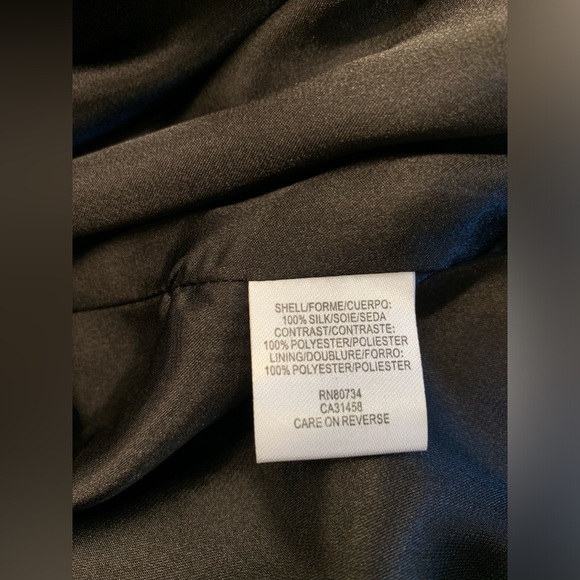 SHELL/FORME/CUERPO:
100% SILK/SOIE/SEDA
CONTRAST/CONTRASTE:
100% POLYESTER/POLIESTER
LINING/DOUBLURE/FORRO:
100% POLYESTER/POLIESTER
RN80734
CA31458
CARE ON REVERSE